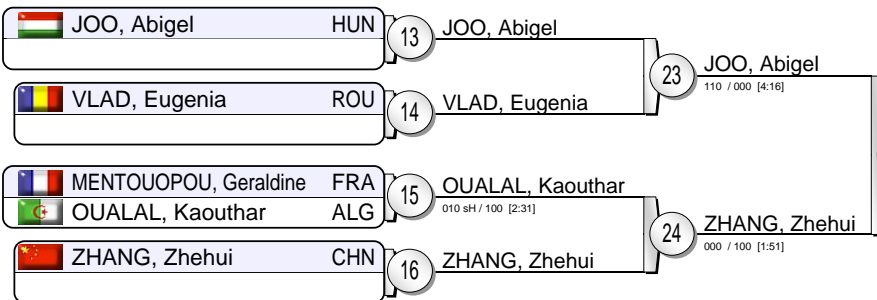 JOO, Abigel HUN
13
JOO, Abigel
VLAD, Eugenia ROU
14
VLAD, Eugenia
23
JOO, Abigel
110 / 000 [4:16]
MENTOUOPOU, Geraldine FRA
OUALAL, Kaouthar ALG
15
OUALAL, Kaouthar
010 sH / 100 [2:31]
ZHANG, Zhehui CHN
16
ZHANG, Zhehui
24
ZHANG, Zhehui
000 / 100 [1:51]